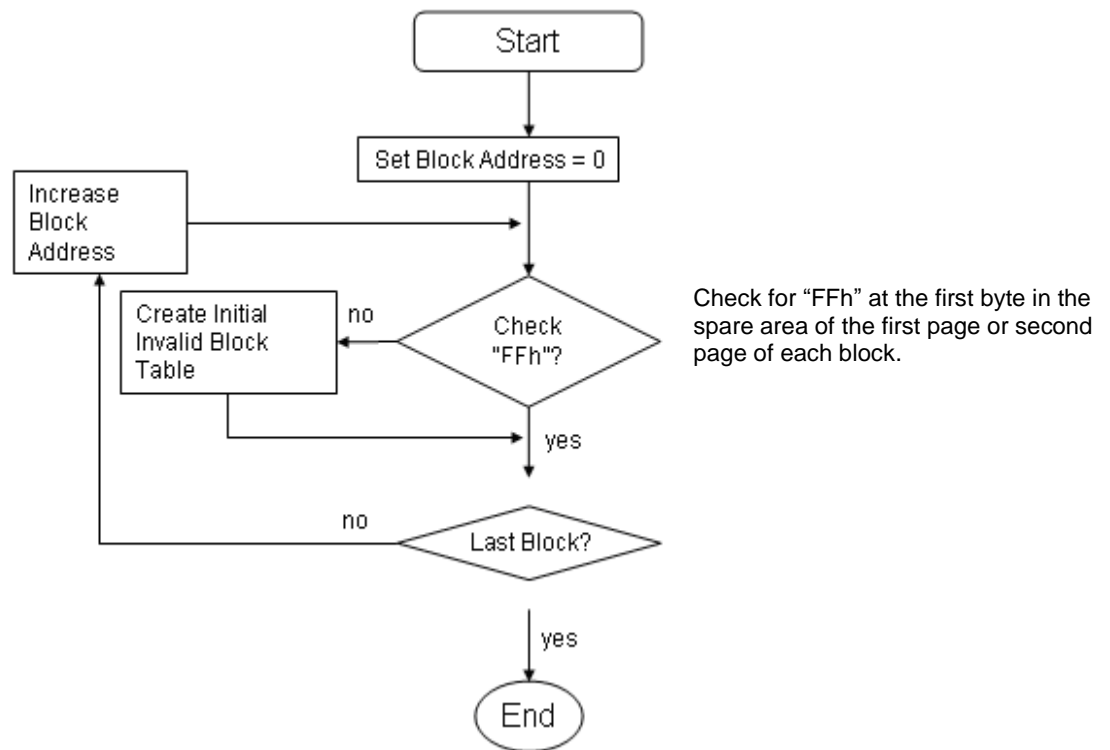 Start
Set Block Address = 0
Increase
Block
Address
Create Initial
Invalid Block
Table
no
Check
"FFh"?
Check for “FFh” at the first byte in the
spare area of the first page or second
page of each block.
yes
no
Last Block?
yes
End